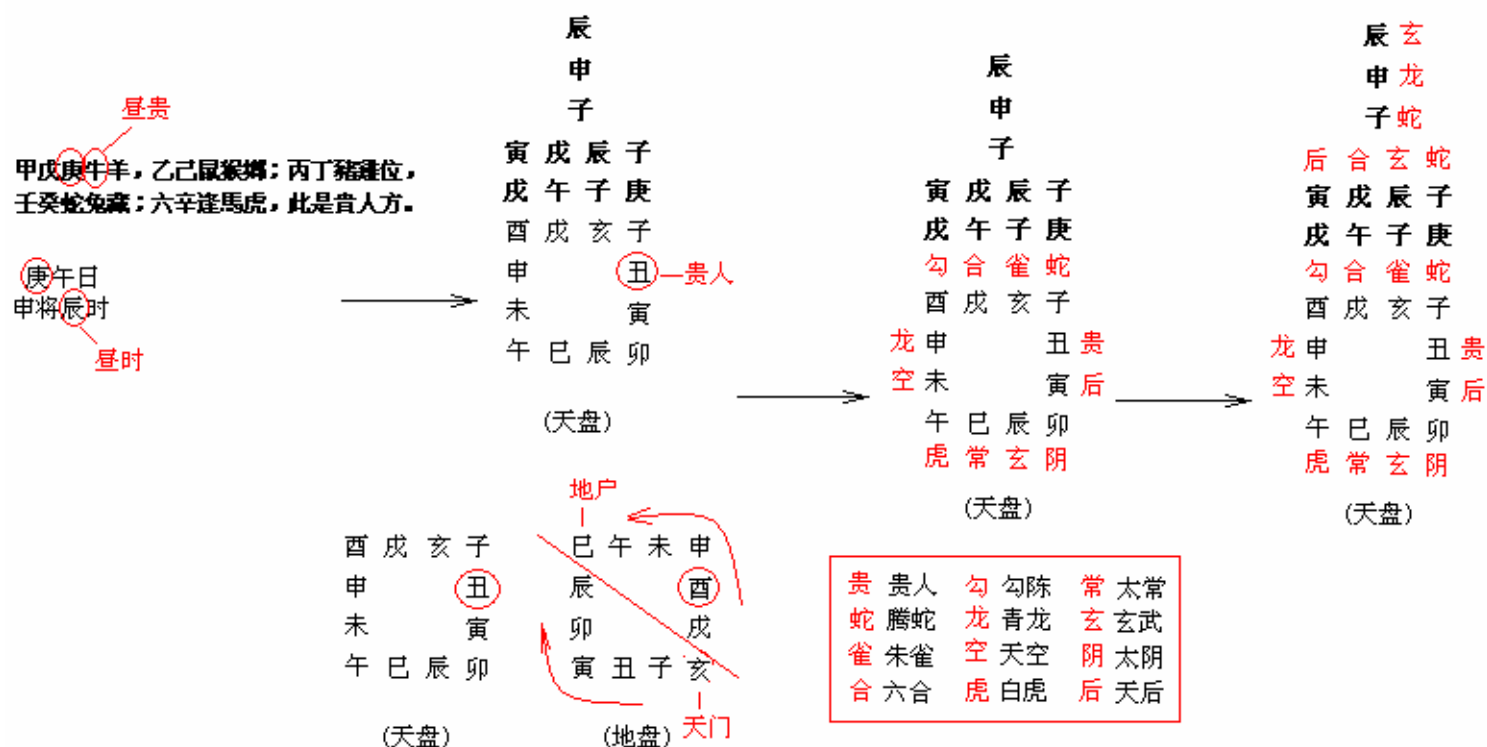 昼贵
甲戊庚牛羊，乙己鼠猴鄉；丙丁豬雞位，
壬癸蛇兔藏；六辛逢馬虎，此是貴人方．
庚午日
申将辰时
昼时
辰
申
子
寅 戌 辰 子
戌 午 子 庚
酉 戌 亥 子
申 丑 贵人
未 寅
午 巳 辰 卯
(天盘)
辰
申
子
寅 戌 辰 子
戌 午 子 庚
勾 合 雀 蛇
酉 戌 亥 子
龙 申 丑 贵
空 未 寅 后
午 巳 辰 卯
虎 常 玄 阴
(天盘)
辰 玄
申 龙
子 蛇
后 合 玄 蛇
寅 戌 辰 子
戌 午 子 庚
勾 合 雀 蛇
酉 戌 亥 子
龙 申 丑 贵
空 未 寅 后
午 巳 辰 卯
虎 常 玄 阴
(天盘)
酉 戌 亥 子
申 丑
未 寅
午 巳 辰 卯
(天盘)
地户
巳 午 未 申
辰 酉
卯 戌
寅 丑 子 亥
(地盘)
天门
贵 贵人 勾 勾陈 常 太常
蛇 腾蛇 龙 青龙 玄 玄武
雀 朱雀 空 天空 阴 太阴
合 六合 虎 白虎 后 天后